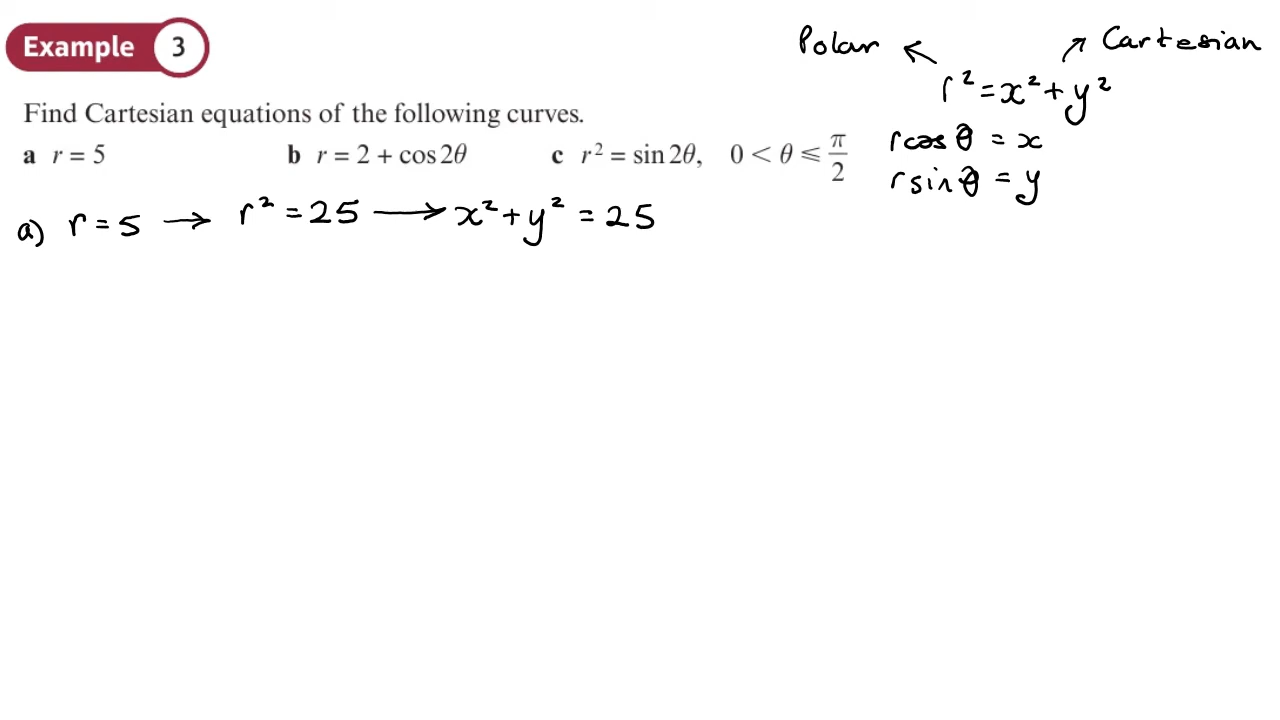 Example 3
Polar ↖ ↗ Cartesian
r² = x² + y²
Find Cartesian equations of the following curves.
r cos θ = x
a r = 5 b r = 2 + cos 2θ c r² = sin 2θ, 0 < θ ⩽ π/2
r sin θ = y
a) r = 5 → r² = 25 → x² + y² = 25